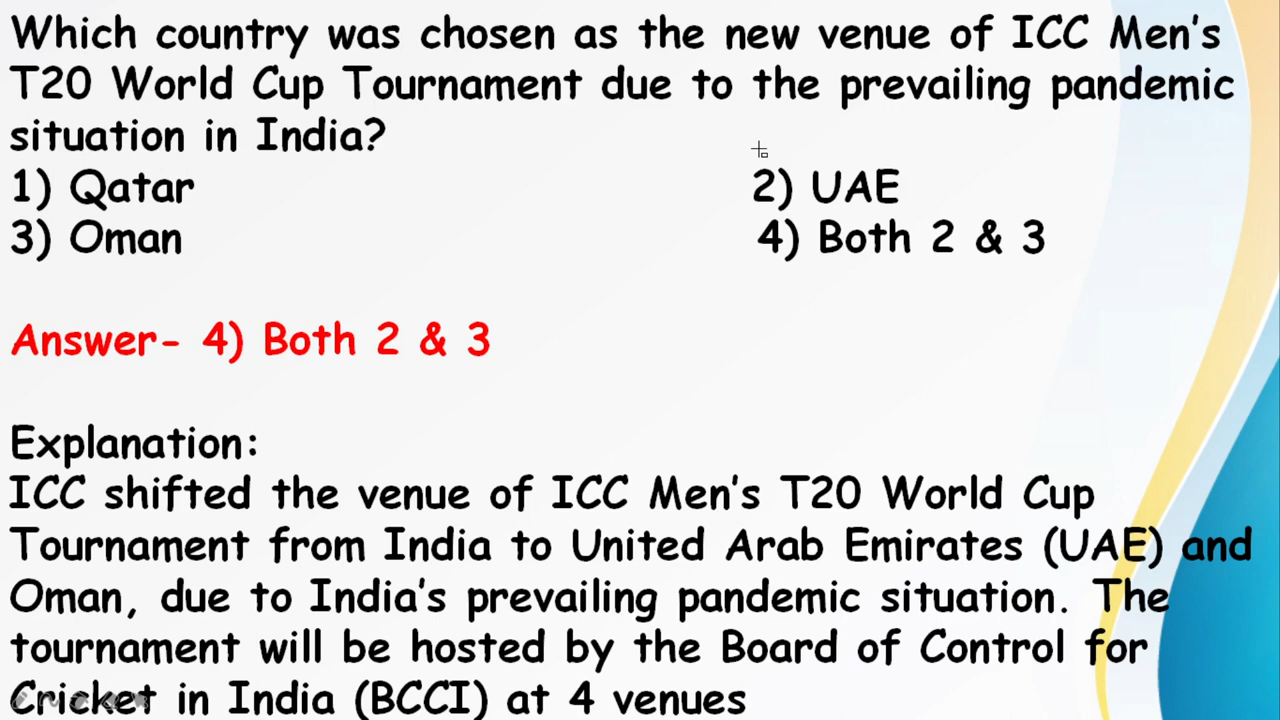 Which country was chosen as the new venue of ICC Men's
T20 World Cup Tournament due to the prevailing pandemic
situation in India?
1) Qatar 2) UAE
3) Oman 4) Both 2 & 3
Answer- 4) Both 2 & 3
Explanation:
ICC shifted the venue of ICC Men's T20 World Cup
Tournament from India to United Arab Emirates (UAE) and
Oman, due to India's prevailing pandemic situation. The
tournament will be hosted by the Board of Control for
Cricket in India (BCCI) at 4 venues